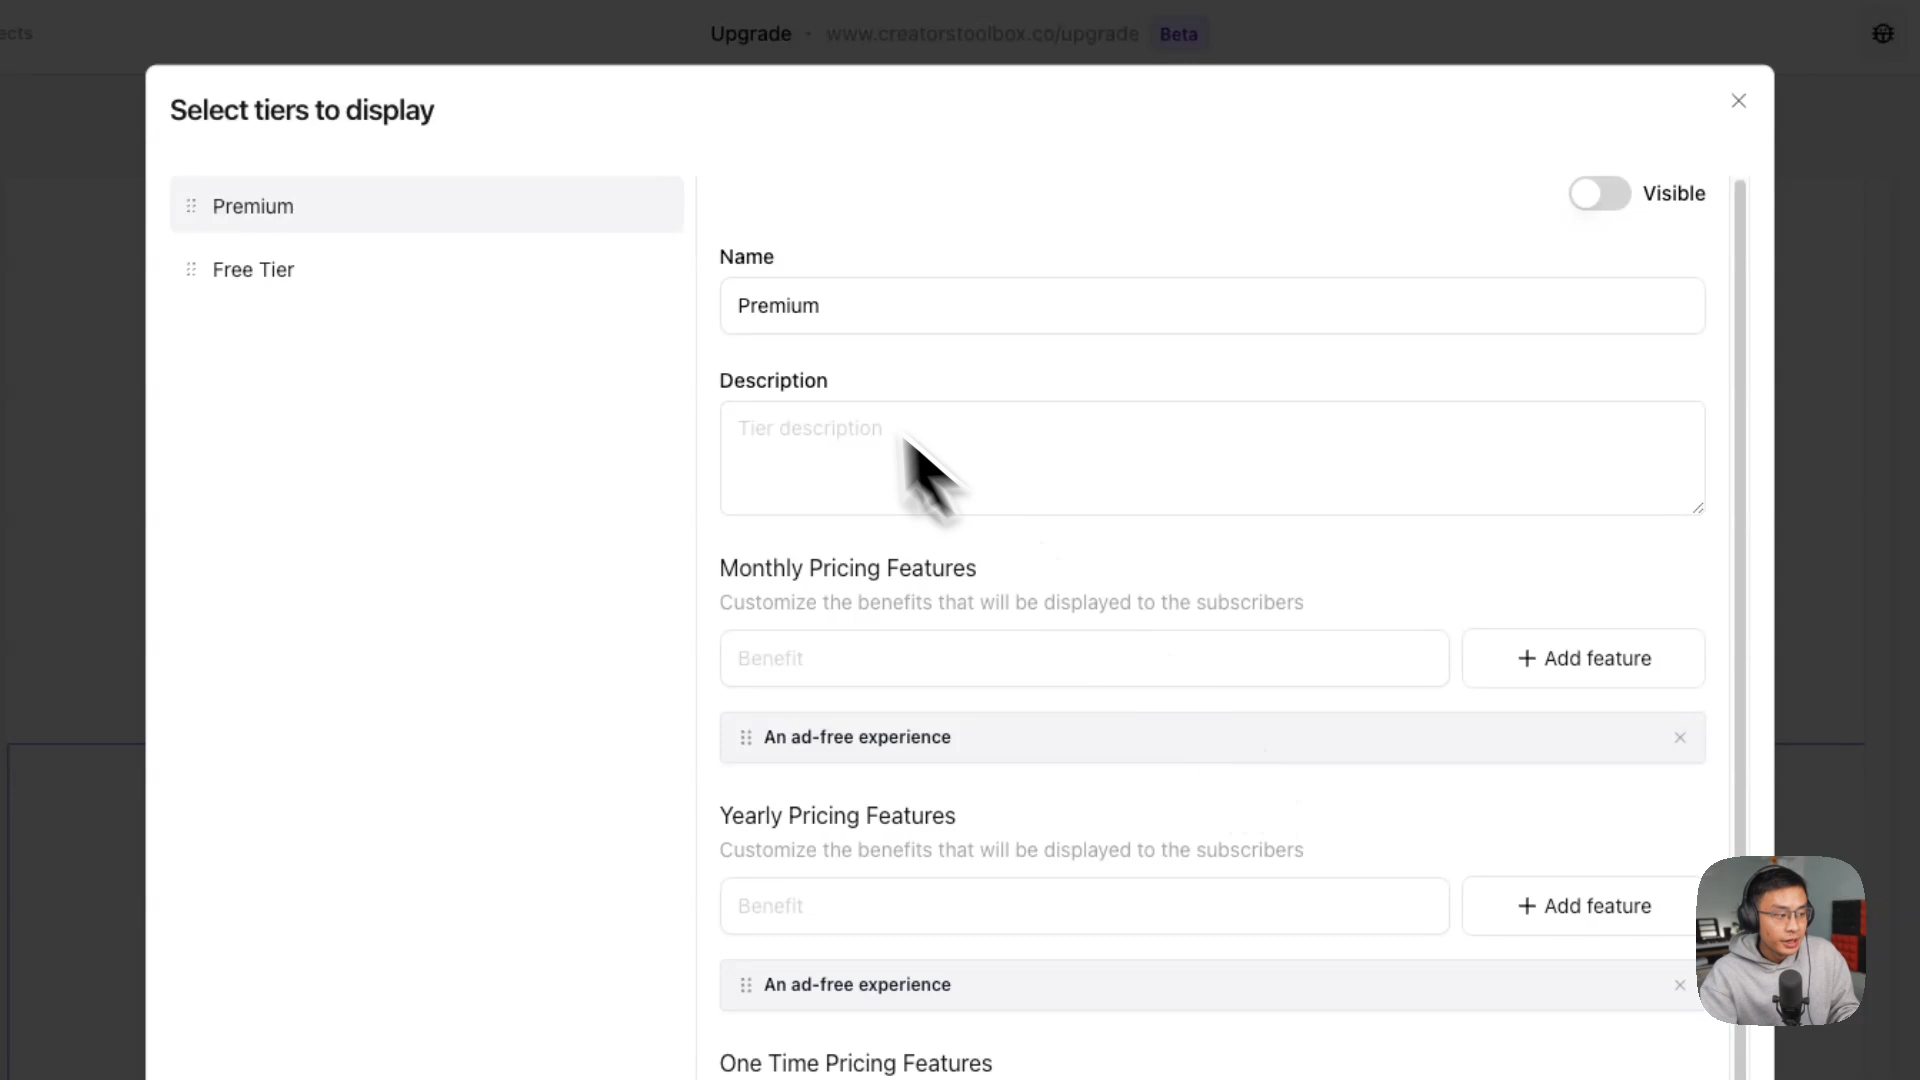 ects
Upgrade · www.creatorstoolbox.co/upgrade Beta
Select tiers to display
Premium
Free Tier
Visible
Name
Premium
Description
Tier description
Monthly Pricing Features
Customize the benefits that will be displayed to the subscribers
Benefit
+ Add feature
An ad-free experience
Yearly Pricing Features
Customize the benefits that will be displayed to the subscribers
Benefit
+ Add feature
An ad-free experience
One Time Pricing Features